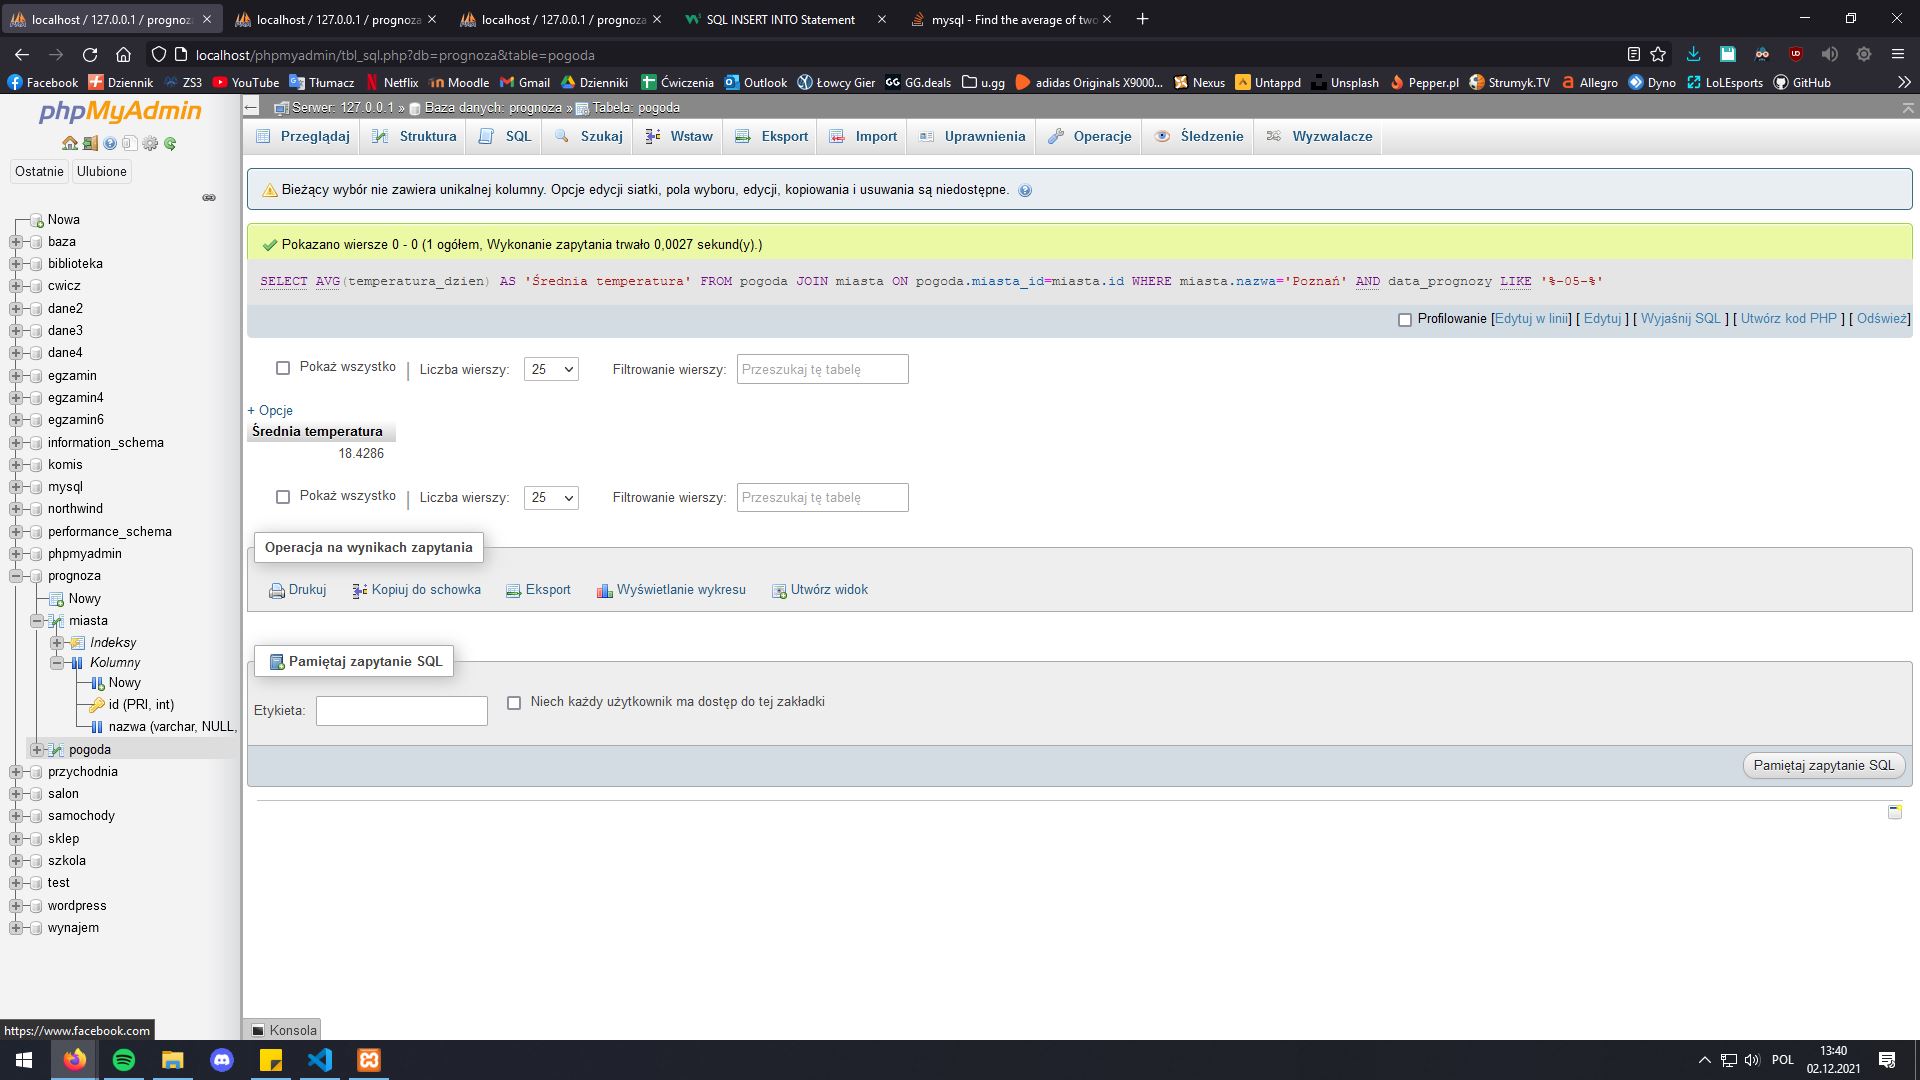 localhost / 127.0.0.1 / prognoza
localhost / 127.0.0.1 / prognoza
localhost / 127.0.0.1 / prognoza
SQL INSERT INTO Statement
mysql - Find the average of two
localhost/phpmyadmin/tbl_sql.php?db=prognoza&table=pogoda
Facebook
Dziennik
ZS3
YouTube
Tłumacz
Netflix
Moodle
Gmail
Dzienniki
Ćwiczenia
Outlook
Łowcy Gier
GG.deals
u.gg
adidas Originals X9000...
Nexus
Untappd
Unsplash
Pepper.pl
Strumyk.TV
Allegro
Dyno
LoLEsports
GitHub
phpMyAdmin
Ostatnie
Ulubione
Nowa
baza
biblioteka
cwicz
dane2
dane3
dane4
egzamin
egzamin4
egzamin6
information_schema
komis
mysql
northwind
performance_schema
phpmyadmin
prognoza
Nowy
miasta
Indeksy
Kolumny
Nowy
id (PRI, int)
nazwa (varchar, NULL,
pogoda
przychodnia
salon
samochody
sklep
szkola
test
wordpress
wynajem
https://www.facebook.com
Serwer: 127.0.0.1 » Baza danych: prognoza » Tabela: pogoda
Przeglądaj
Struktura
SQL
Szukaj
Wstaw
Eksport
Import
Uprawnienia
Operacje
Śledzenie
Wyzwalacze
Bieżący wybór nie zawiera unikalnej kolumny. Opcje edycji siatki, pola wyboru, edycji, kopiowania i usuwania są niedostępne.
Pokazano wiersze 0 - 0 (1 ogółem, Wykonanie zapytania trwało 0,0027 sekund(y).)
SELECT AVG(temperatura_dzien) AS 'Średnia temperatura' FROM pogoda JOIN miasta ON pogoda.miasta_id=miasta.id WHERE miasta.nazwa='Poznań' AND data_prognozy LIKE '%-05-%'
Profilowanie [Edytuj w linii] [ Edytuj ] [ Wyjaśnij SQL ] [ Utwórz kod PHP ] [ Odśwież]
Pokaż wszystko | Liczba wierszy: 25 Filtrowanie wierszy: Przeszukaj tę tabelę
+ Opcje
Średnia temperatura
18.4286
Pokaż wszystko | Liczba wierszy: 25 Filtrowanie wierszy: Przeszukaj tę tabelę
Operacja na wynikach zapytania
Drukuj
Kopiuj do schowka
Eksport
Wyświetlanie wykresu
Utwórz widok
Pamiętaj zapytanie SQL
Etykieta:
Niech każdy użytkownik ma dostęp do tej zakładki
Pamiętaj zapytanie SQL
Konsola
POL
13:40
02.12.2021